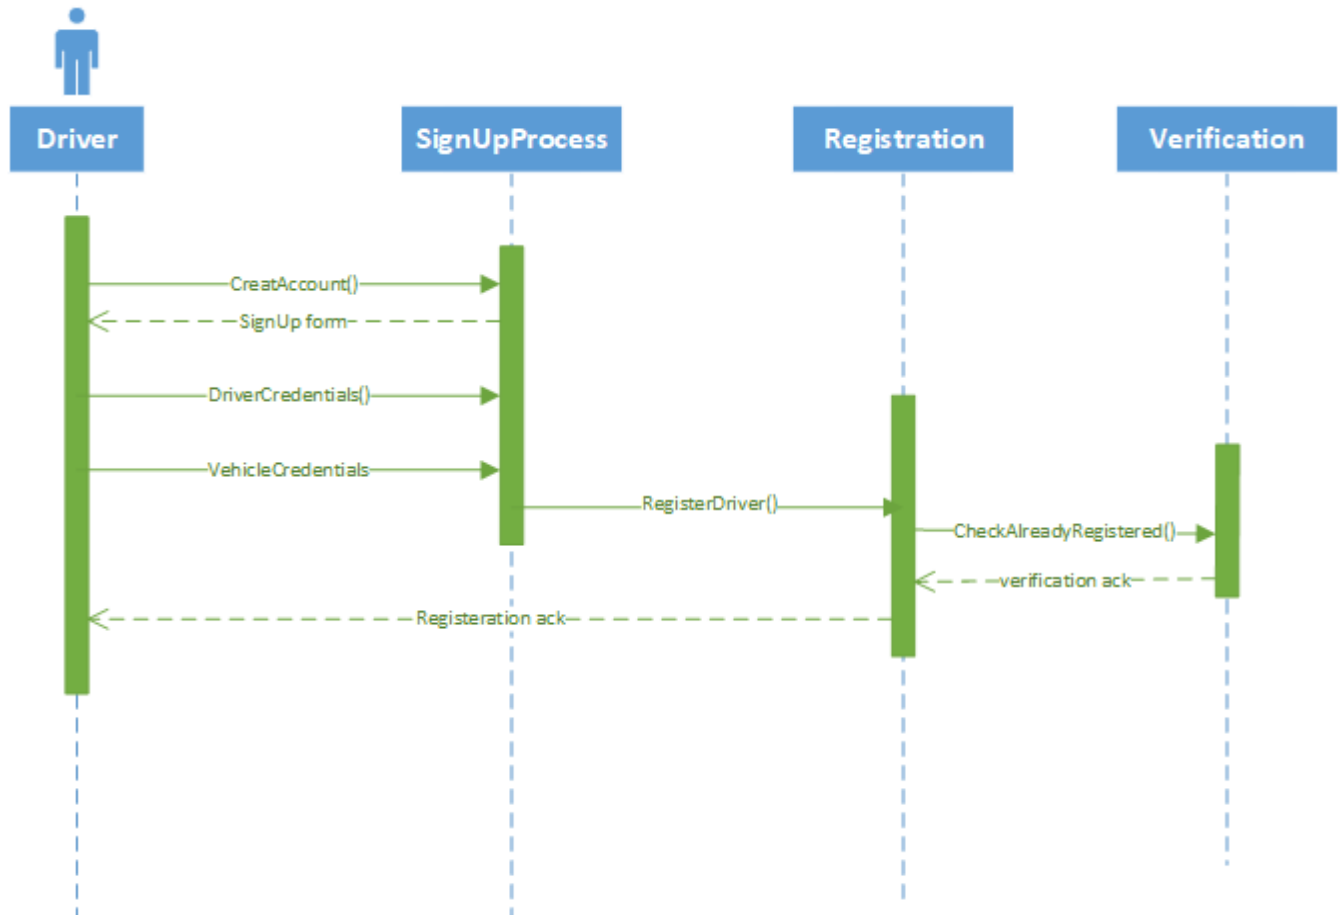 Driver
SignUpProcess
Registration
Verification
CreatAccount()
SignUp form
DriverCredentials()
VehicleCredentials
RegisterDriver()
CheckAlreadyRegistered()
verification ack
Registeration ack